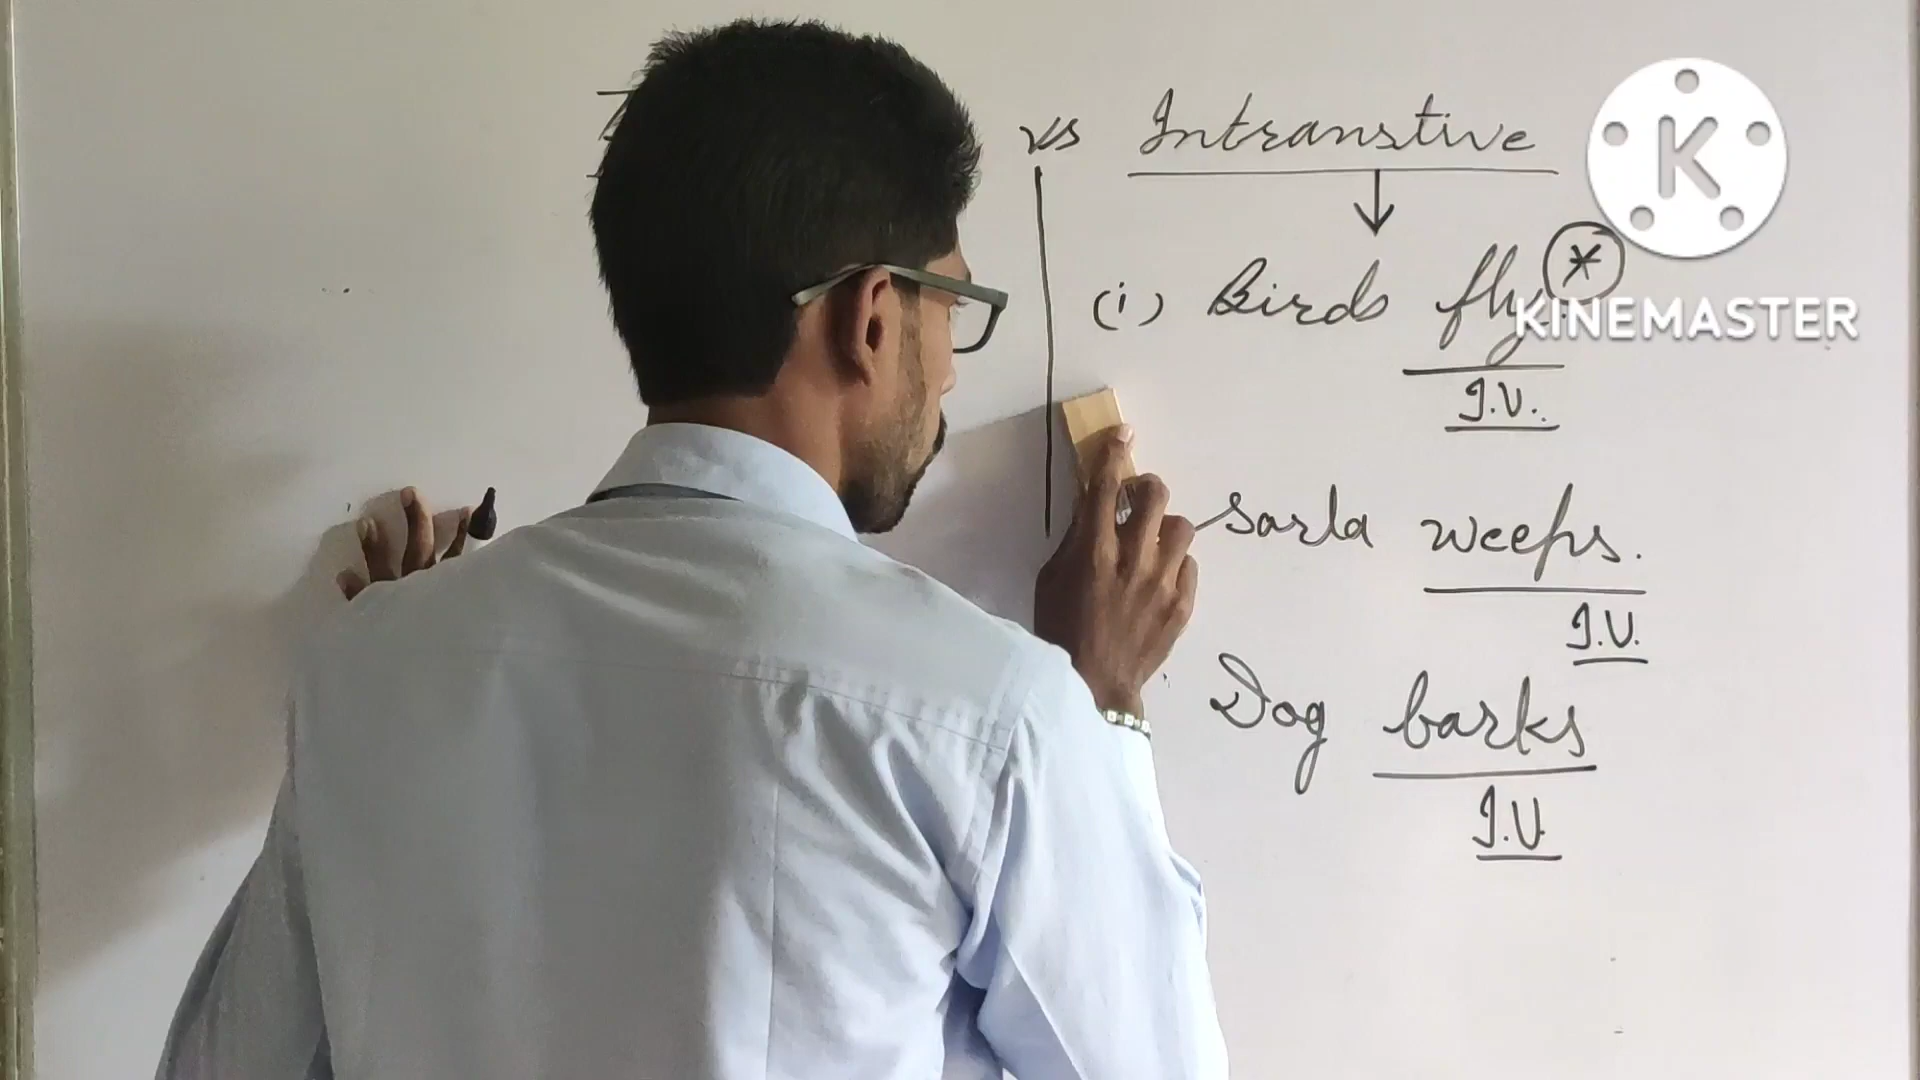 vs Intranstive
(i) Birds fly. *
I.V.
Sarla weeps.
I.V.
Dog barks
I.V.
K
KINEMASTER